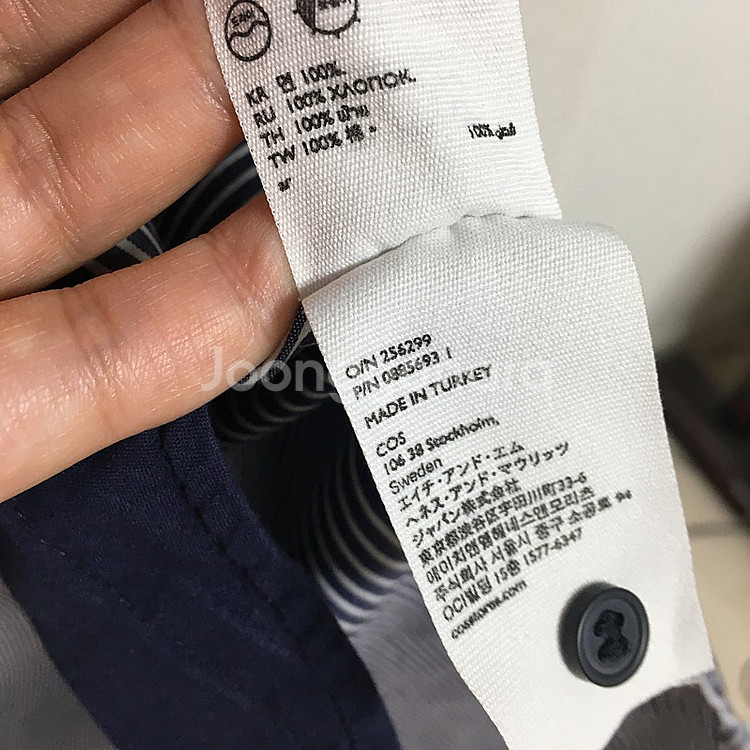 KR 면 100%.
RU 100% ХЛОПОК.
TH 100% ฝ้าย
TW 100% 棉。
100% قطن
O/N 256299
P/N 0885693 1
MADE IN TURKEY
COS
106 38 Stockholm,
Sweden
エイチ・アンド・エム
ヘネス・アンド・マウリッツ
ジャパン株式会社
東京都渋谷区宇田川町33-6
에이치앤엠헤네스앤모리츠
주식회사 서울시 중구 소공로 94
OCI빌딩 15층 1577-6347
cosstores.com